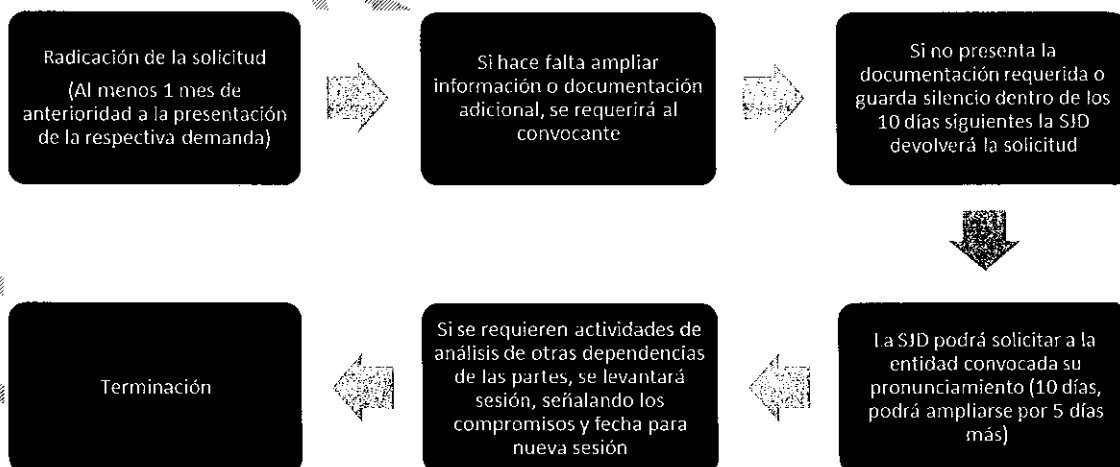 Radicación de la solicitud
(Al menos 1 mes de
anterioridad a la presentación
de la respectiva demanda)
Si hace falta ampliar
información o documentación
adicional, se requerirá al
convocante
Si no presenta la
documentación requerida o
guarda silencio dentro de los
10 días siguientes la SJD
devolverá la solicitud
La SJD podrá solicitar a la
entidad convocada su
pronunciamiento (10 días,
podrá ampliarse por 5 días
más)
Si se requieren actividades de
análisis de otras dependencias
de las partes, se levantará
sesión, señalando los
compromisos y fecha para
nueva sesión
Terminación